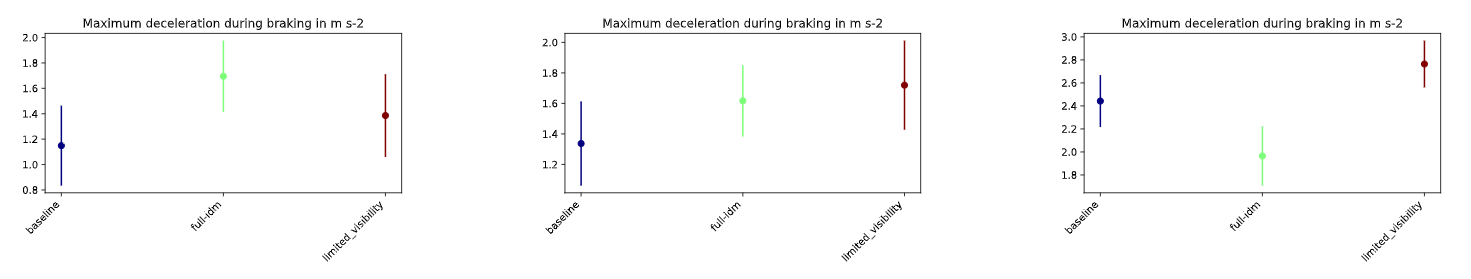 Maximum deceleration during braking in m s-2
2.0
1.8
1.6
1.4
1.2
1.0
0.8
baseline
full-idm
limited_visibility
Maximum deceleration during braking in m s-2
2.0
1.8
1.6
1.4
1.2
baseline
full-idm
limited_visibility
Maximum deceleration during braking in m s-2
3.0
2.8
2.6
2.4
2.2
2.0
1.8
baseline
full-idm
limited_visibility